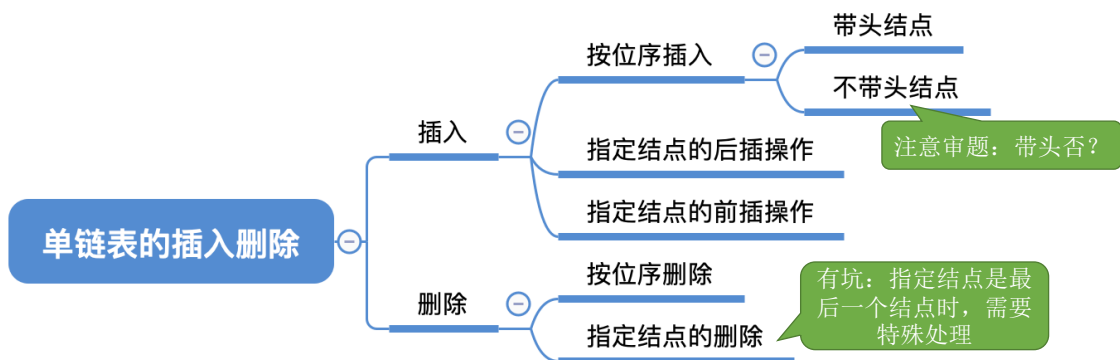 带头结点
按位序插入
不带头结点
插入
注意审题：带头否？
指定结点的后插操作
指定结点的前插操作
单链表的插入删除
按位序删除
有坑：指定结点是最
后一个结点时，需要
特殊处理
删除
指定结点的删除